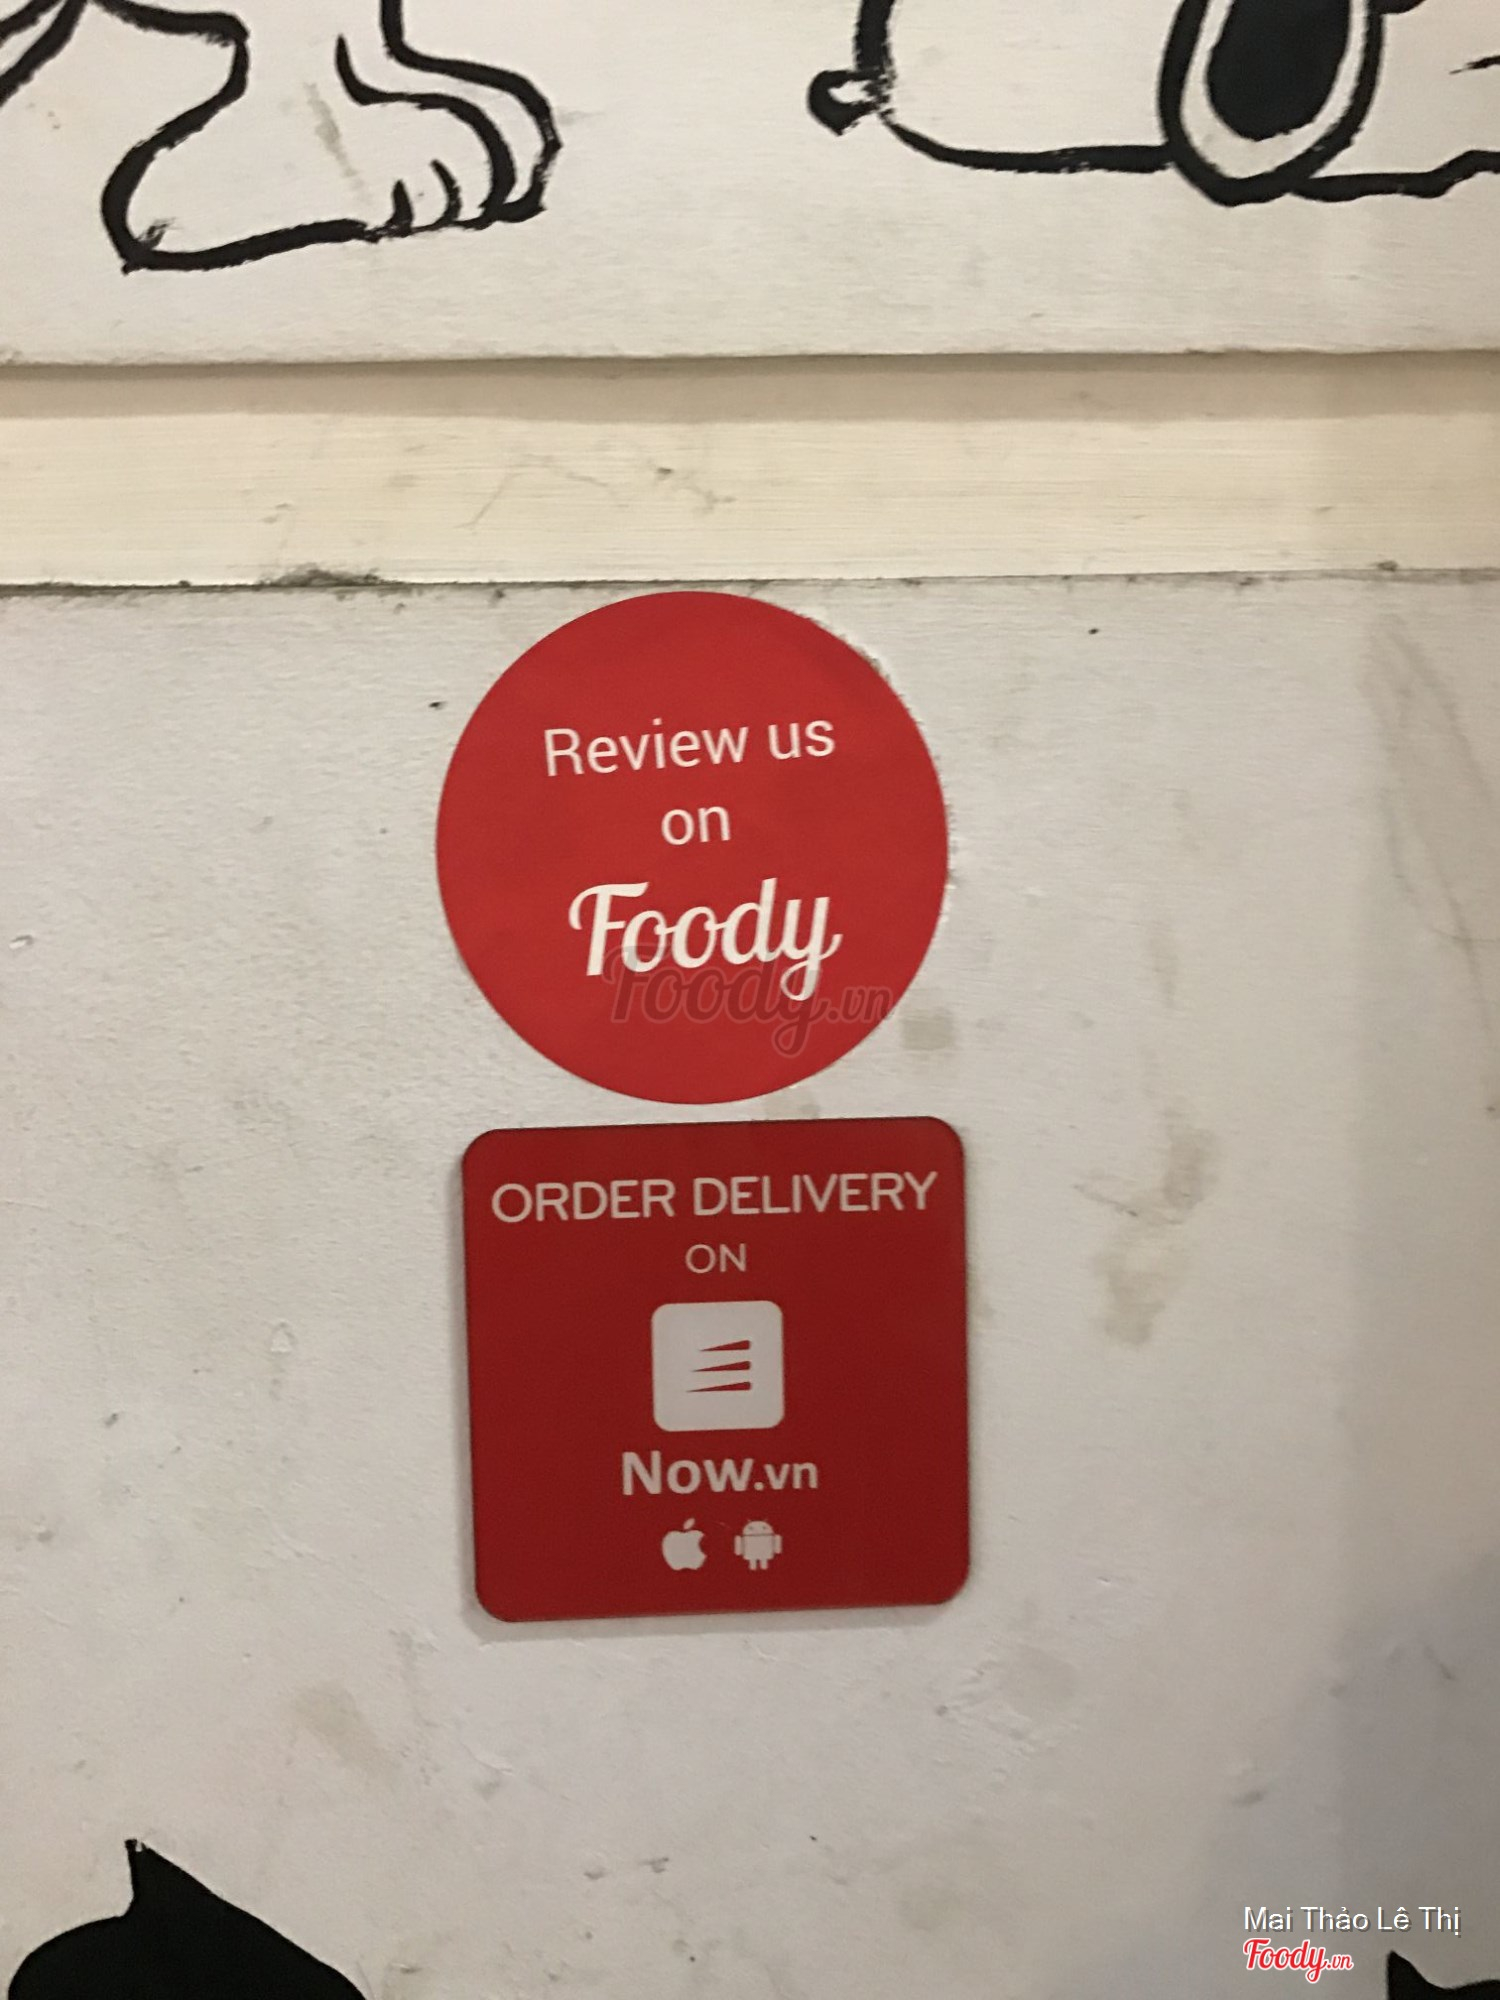 Review us
on
Foody
Foody.vn
ORDER DELIVERY
ON
Now.vn
Mai Thảo Lê Thị
Foody.vn